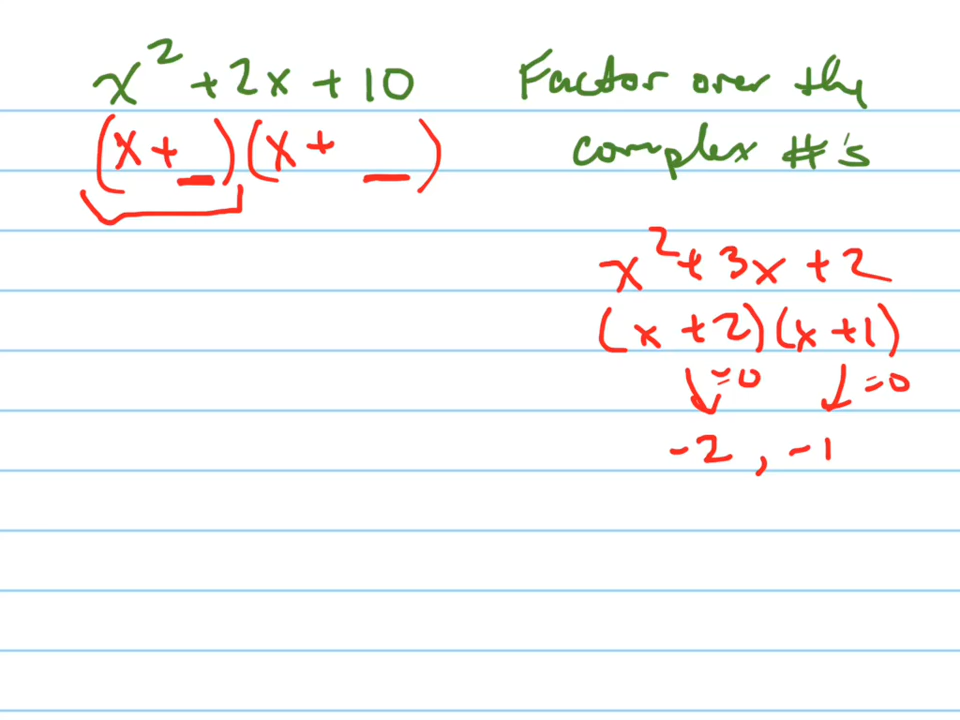 x² + 2x + 10
(x + _)(x + _)
Factor over the
complex #'s
x² + 3x + 2
(x + 2)(x + 1)
= 0 = 0
-2, -1